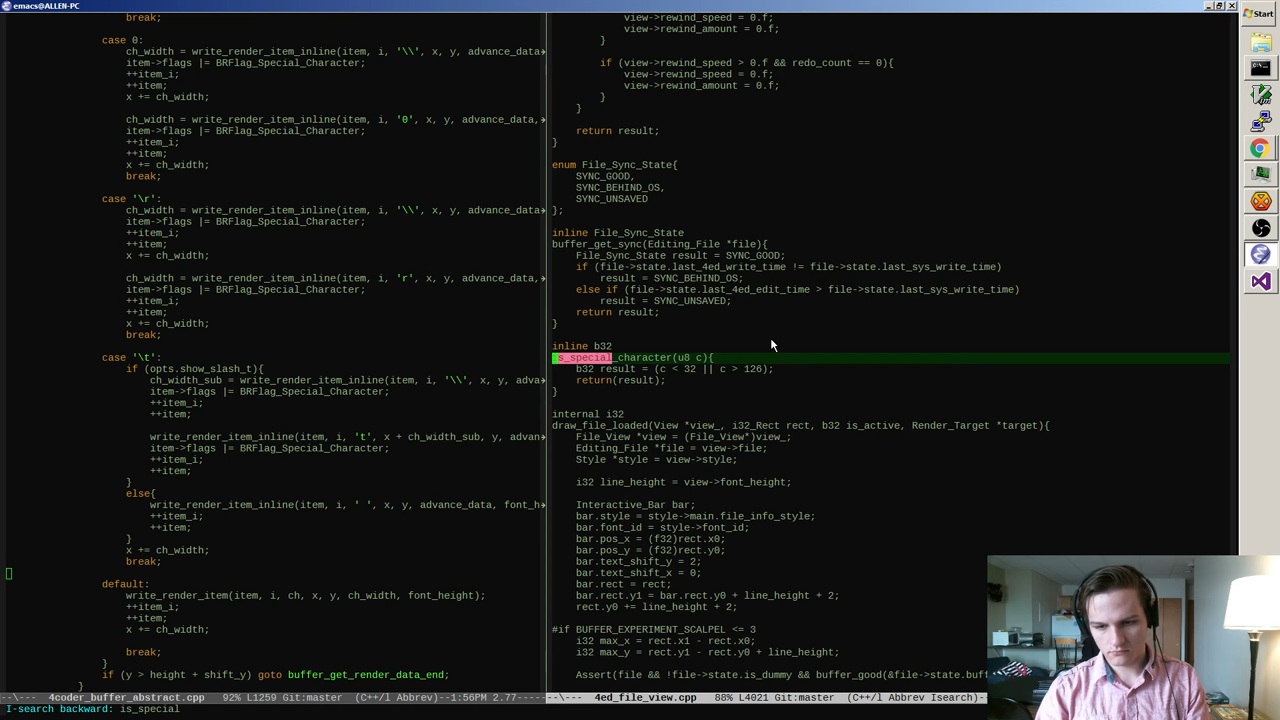 emacs@ALLEN-PC
break;
case 0:
ch_width = write_render_item_inline(item, i, '\\', x, y, advance_data
item->flags |= BRFlag_Special_Character;
++item_i;
++item;
x += ch_width;
ch_width = write_render_item_inline(item, i, '0', x, y, advance_data,
item->flags |= BRFlag_Special_Character;
++item_i;
++item;
x += ch_width;
break;
case '\r':
ch_width = write_render_item_inline(item, i, '\\', x, y, advance_data
item->flags |= BRFlag_Special_Character;
++item_i;
++item;
x += ch_width;
ch_width = write_render_item_inline(item, i, 'r', x, y, advance_data,
item->flags |= BRFlag_Special_Character;
++item_i;
++item;
x += ch_width;
break;
case '\t':
if (opts.show_slash_t){
ch_width_sub = write_render_item_inline(item, i, '\\', x, y, adva
item->flags |= BRFlag_Special_Character;
++item_i;
++item;
write_render_item_inline(item, i, 't', x + ch_width_sub, y, advan
item->flags |= BRFlag_Special_Character;
++item_i;
++item;
}
else{
write_render_item_inline(item, i, ' ', x, y, advance_data, font_h
++item_i;
++item;
}
x += ch_width;
break;
default:
write_render_item(item, i, ch, x, y, ch_width, font_height);
++item_i;
++item;
x += ch_width;
break;
}
if (y > height + shift_y) goto buffer_get_render_data_end;
}
--\--- 4coder_buffer_abstract.cpp 92% L1259 Git:master (C++/l Abbrev)--1:56PM 2.77--
I-search backward: is_special
view->rewind_speed = 0.f;
view->rewind_amount = 0.f;
}
if (view->rewind_speed > 0.f && redo_count == 0){
view->rewind_speed = 0.f;
view->rewind_amount = 0.f;
}
}
return result;
}
enum File_Sync_State{
SYNC_GOOD,
SYNC_BEHIND_OS,
SYNC_UNSAVED
};
inline File_Sync_State
buffer_get_sync(Editing_File *file){
File_Sync_State result = SYNC_GOOD;
if (file->state.last_4ed_write_time != file->state.last_sys_write_time)
result = SYNC_BEHIND_OS;
else if (file->state.last_4ed_edit_time > file->state.last_sys_write_time)
result = SYNC_UNSAVED;
return result;
}
inline b32
is_special_character(u8 c){
b32 result = (c < 32 || c > 126);
return(result);
}
internal i32
draw_file_loaded(View *view_, i32_Rect rect, b32 is_active, Render_Target *target){
File_View *view = (File_View*)view_;
Editing_File *file = view->file;
Style *style = view->style;
i32 line_height = view->font_height;
Interactive_Bar bar;
bar.style = style->main.file_info_style;
bar.font_id = style->font_id;
bar.pos_x = (f32)rect.x0;
bar.pos_y = (f32)rect.y0;
bar.text_shift_y = 2;
bar.text_shift_x = 0;
bar.rect = rect;
bar.rect.y1 = bar.rect.y0 + line_height + 2;
rect.y0 += line_height + 2;
#if BUFFER_EXPERIMENT_SCALPEL <= 3
i32 max_x = rect.x1 - rect.x0;
i32 max_y = rect.y1 - rect.y0 + line_height;
Assert(file && !file->state.is_dummy && buffer_good(&file->state.buff
--\--- 4ed_file_view.cpp 88% L4021 Git:master (C++/l Abbrev Isearch)--
Start